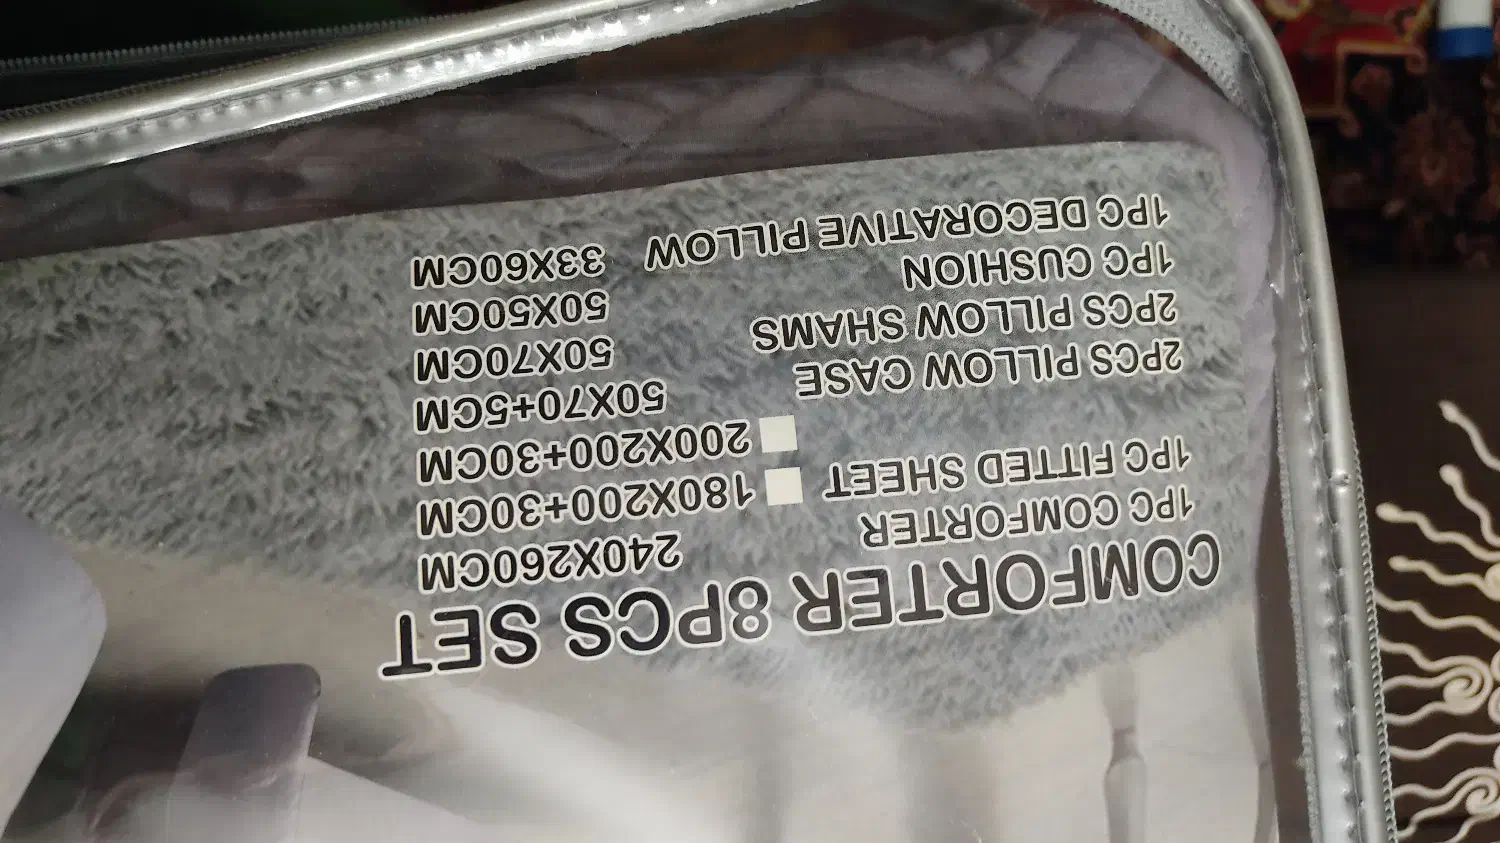 COMFORTER 8PCS SET
1PC COMFORTER 240X260CM
1PC FITTED SHEET 180X200+30CM
200X200+30CM
2PCS PILLOW CASE 50X70+5CM
2PCS PILLOW SHAMS 50X70CM
1PC CUSHION 50X50CM
1PC DECORATIVE PILLOW 33X60CM